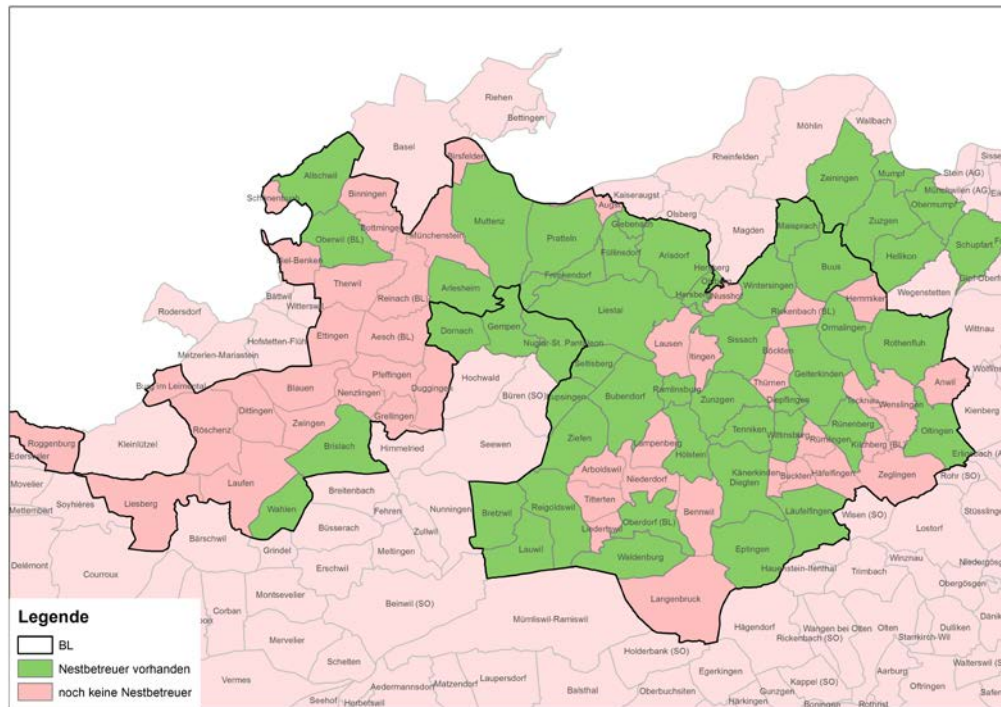 Riehen
Bettingen
Basel
Wallbach
Möhlin
Rheinfelden
Birsfelden
Allschwil
Zeiningen
Mumpf
Stein (AG)
Schönenbuch
Binningen
Kaiseraugst
Münchwilen (AG)
Obermumpf
Augst
Olsberg
Bottmingen
Muttenz
Giebenach
Maisprach
Zuzgen
Oberwil (BL)
Münchenstein
Pratteln
Füllinsdorf
Magden
Schupfart
Arisdorf
Buus
Hellikon
Biel-Benken
Frenkendorf
Hersberg
Therwil
Arlesheim
Wintersingen
Wegenstetten
Bättwil
Reinach (BL)
Nusshof
Hemmiken
Witterswil
Liestal
Rickenbach (BL)
Rodersdorf
Wittnau
Ettingen
Aesch (BL)
Dornach
Gempen
Sissach
Ormalingen
Hofstetten-Flüh
Nuglar-St. Pantaleon
Lausen
Itingen
Rothenfluh
Metzerlen-Mariastein
Böckten
Seltisberg
Pfeffingen
Gelterkinden
Burg im Leimental
Blauen
Hochwald
Thürnen
Anwil
Duggingen
Nenzlingen
Büren (SO)
Lupsingen
Bubendorf
Ramlinsburg
Tecknau
Wenslingen
Kienberg
Dittingen
Zunzgen
Diepflingen
Grellingen
Rünenberg
Röschenz
Zwingen
Oltingen
Tenniken
Wittinsburg
Rümlingen
Roggenburg
Kleinlützel
Brislach
Himmelried
Seewen
Ziefen
Lampenberg
Kilchberg (BL)
Ederswiler
Hölstein
Arboldswil
Känerkinden
Buckten
Häfelfingen
Zeglingen
Rohr (SO)
Movelier
Laufen
Diegten
Niederdorf
Breitenbach
Soyhières
Liesberg
Titterten
Bennwil
Wahlen
Fehren
Nunningen
Bretzwil
Reigoldswil
Läufelfingen
Wisen (SO)
Stüsslingen
Bärschwil
Büsserach
Zullwil
Liedertswil
Oberdorf (BL)
Lostorf
Grindel
Meltingen
Lauwil
Eptingen
Delémont
Erschwil
Waldenburg
Hauenstein-Ifenthal
Winznau
Courroux
Trimbach
Montsevelier
Langenbruck
Corban
Beinwil (SO)
Mümliswil-Ramiswil
Wangen bei Olten
Olten
Dulliken
Hägendorf
Rickenbach (SO)
Starrkirch-Wil
Mervelier
Holderbank (SO)
Schelten
Egerkingen
Kappel (SO)
Aarburg
Vermes
Aedermannsdorf
Matzendorf
Laupersdorf
Balsthal
Oberbuchsiten
Gunzgen
Oftringen
Seehof
Herbetswil
Härkingen
Boningen
Legende
BL
Nestbetreuer vorhanden
noch keine Nestbetreuer